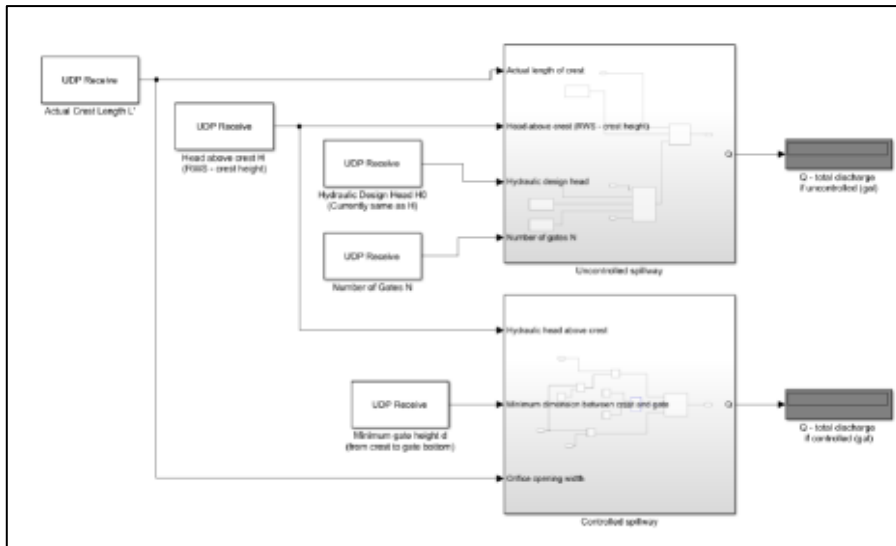 UDP Receive
Actual Crest Length L'
UDP Receive
Head above crest H
(RWS - crest height)
UDP Receive
Hydraulic Design Head H0
(Currently same as H)
UDP Receive
Number of Gates N
Actual length of crest
Head above crest (RWS - crest height)
Hydraulic design head
Number of gates N
Q
Uncontrolled spillway
Q - total discharge
if uncontrolled (gal)
UDP Receive
Minimum gate height d
(from crest to gate bottom)
Hydraulic head above crest
Minimum dimension between crest and gate
Orifice opening width
Q
Controlled spillway
Q - total discharge
if controlled (gal)